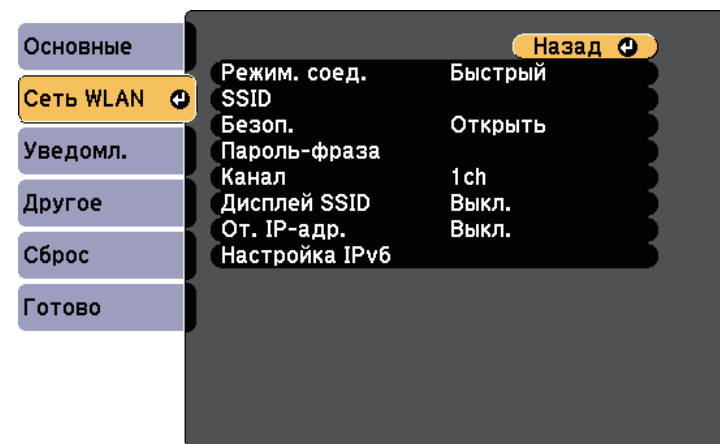 Основные
Сеть WLAN
Уведомл.
Другое
Сброс
Готово
Назад
Режим. соед. Быстрый
SSID
Безоп. Открыть
Пароль-фраза
Канал 1ch
Дисплей SSID Выкл.
От. IP-адр. Выкл.
Настройка IPv6